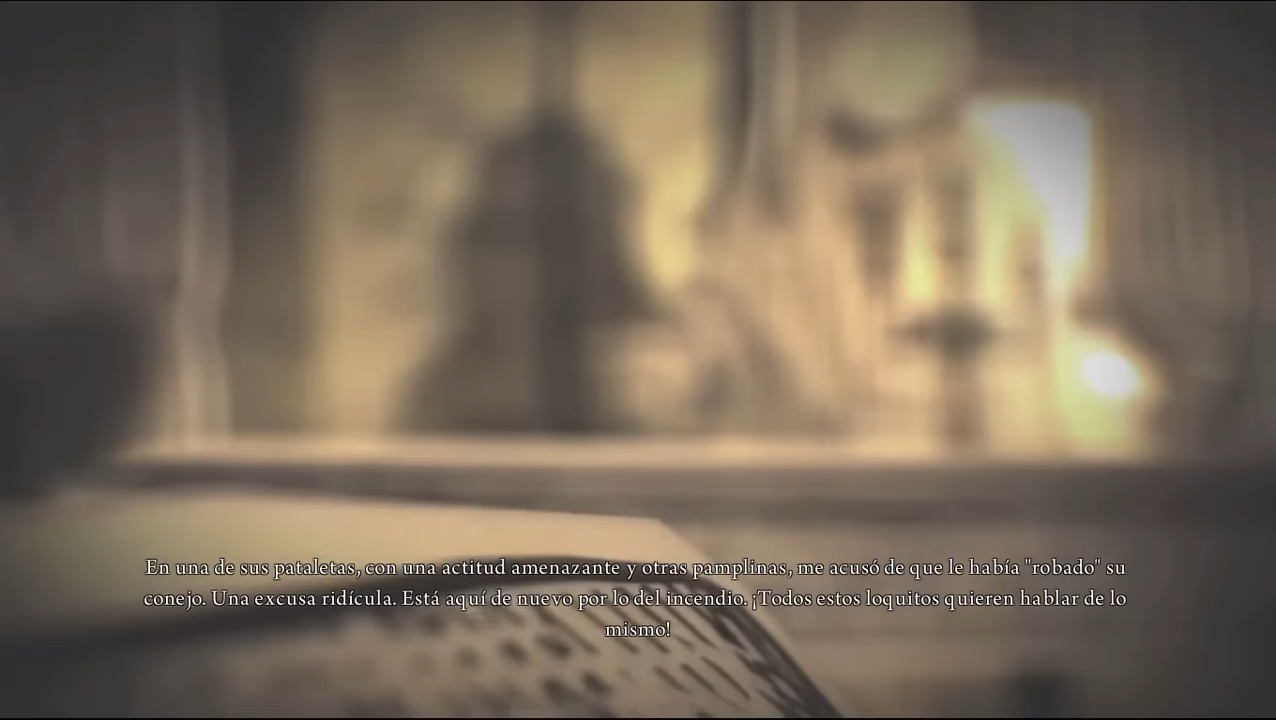 En una de sus pataletas, con una actitud amenazante y otras pamplinas, me acusó de que le había "robado" su
conejo. Una excusa ridícula. Está aquí de nuevo por lo del incendio. ¡Todos estos loquitos quieren hablar de lo
mismo!